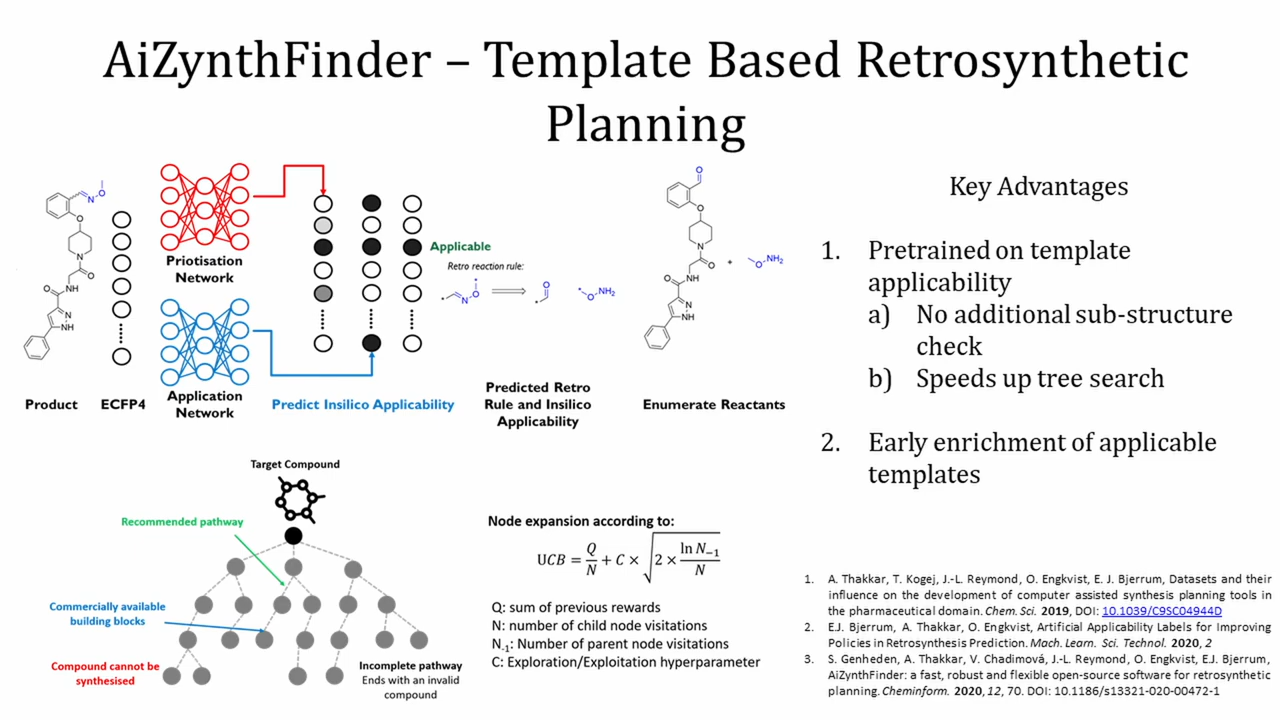 AiZynthFinder – Template Based Retrosynthetic
Planning
Priotisation
Network
Application
Network
Product
ECFP4
Predict Insilico Applicability
Applicable
Retro reaction rule:
Predicted Retro
Rule and Insilico
Applicability
Enumerate Reactants
Key Advantages
1. Pretrained on template
applicability
a) No additional sub-structure
check
b) Speeds up tree search
2. Early enrichment of applicable
templates
Target Compound
Recommended pathway
Commercially available
building blocks
Compound cannot be
synthesised
Incomplete pathway
Ends with an invalid
compound
Node expansion according to:
UCB = Q/N + C × √(2 × ln N₋₁/N)
Q: sum of previous rewards
N: number of child node visitations
N₋₁: Number of parent node visitations
C: Exploration/Exploitation hyperparameter
1. A. Thakkar, T. Kogej, J.-L. Reymond, O. Engkvist, E. J. Bjerrum, Datasets and their
influence on the development of computer assisted synthesis planning tools in
the pharmaceutical domain. Chem. Sci. 2019, DOI: 10.1039/C9SC04944D
2. E.J. Bjerrum, A. Thakkar, O. Engkvist, Artificial Applicability Labels for Improving
Policies in Retrosynthesis Prediction. Mach. Learn. Sci. Technol. 2020, 2
3. S. Genheden, A. Thakkar, V. Chadimová, J.-L. Reymond, O. Engkvist, E.J. Bjerrum,
AiZynthFinder: a fast, robust and flexible open-source software for retrosynthetic
planning. Cheminform. 2020, 12, 70. DOI: 10.1186/s13321-020-00472-1